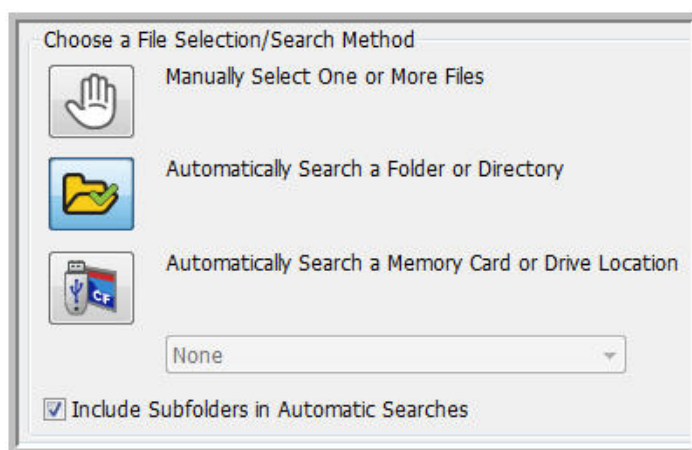 Choose a File Selection/Search Method
Manually Select One or More Files
Automatically Search a Folder or Directory
Automatically Search a Memory Card or Drive Location
CF
None
Include Subfolders in Automatic Searches